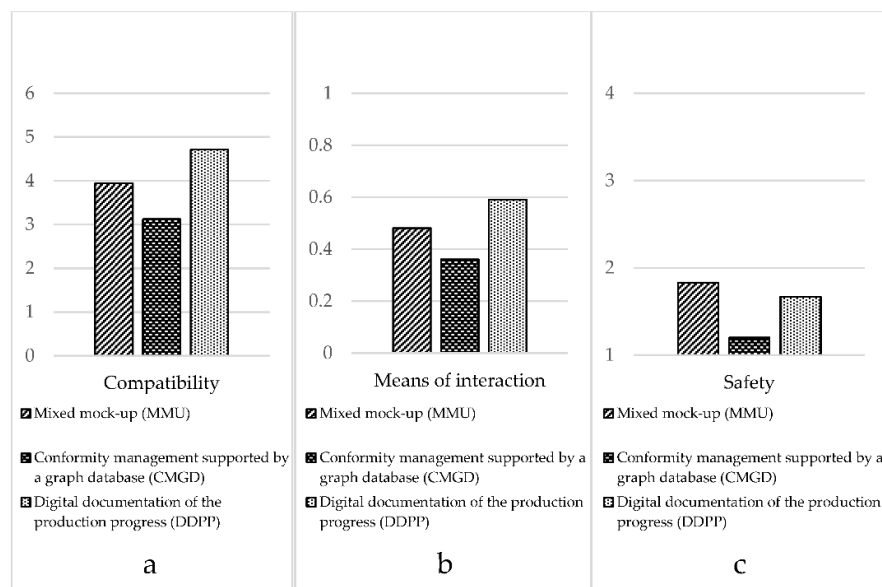 6
5
4
3
2
1
0
Compatibility
Mixed mock-up (MMU)
Conformity management supported by
a graph database (CMGD)
Digital documentation of the
production progress (DDPP)
a
1
0.8
0.6
0.4
0.2
0
Means of interaction
Mixed mock-up (MMU)
Conformity management supported by a
graph database (CMGD)
Digital documentation of the production
progress (DDPP)
b
4
3
2
1
Safety
Mixed mock-up (MMU)
Conformity management supported by a
graph database (CMGD)
Digital documentation of the production
progress (DDPP)
c